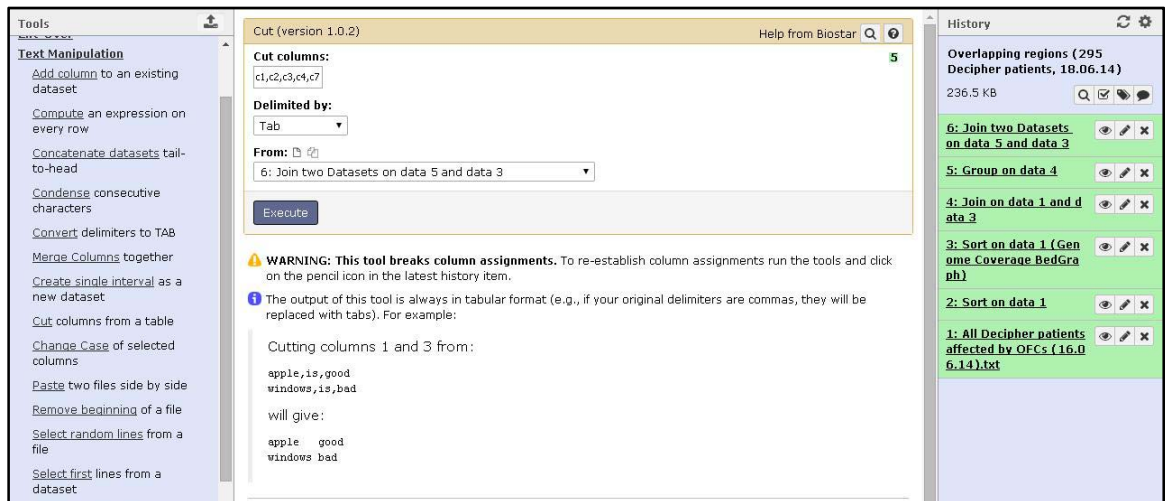 Tools
Lift-Over
Text Manipulation
Add column to an existing
dataset
Compute an expression on
every row
Concatenate datasets tail-
to-head
Condense consecutive
characters
Convert delimiters to TAB
Merge Columns together
Create single interval as a
new dataset
Cut columns from a table
Change Case of selected
columns
Paste two files side by side
Remove beginning of a file
Select random lines from a
file
Select first lines from a
dataset
Cut (version 1.0.2)
Help from Biostar
Cut columns:
5
c1,c2,c3,c4,c7
Delimited by:
Tab
From:
6: Join two Datasets on data 5 and data 3
Execute
WARNING: This tool breaks column assignments. To re-establish column assignments run the tools and click
on the pencil icon in the latest history item.
The output of this tool is always in tabular format (e.g., if your original delimiters are commas, they will be
replaced with tabs). For example:
Cutting columns 1 and 3 from:
apple,is,good
windows,is,bad
will give:
apple good
windows bad
History
Overlapping regions (295
Decipher patients, 18.06.14)
236.5 KB
6: Join two Datasets
on data 5 and data 3
5: Group on data 4
4: Join on data 1 and d
ata 3
3: Sort on data 1 (Gen
ome Coverage BedGra
ph)
2: Sort on data 1
1: All Decipher patients
affected by OFCs (16.0
6.14).txt